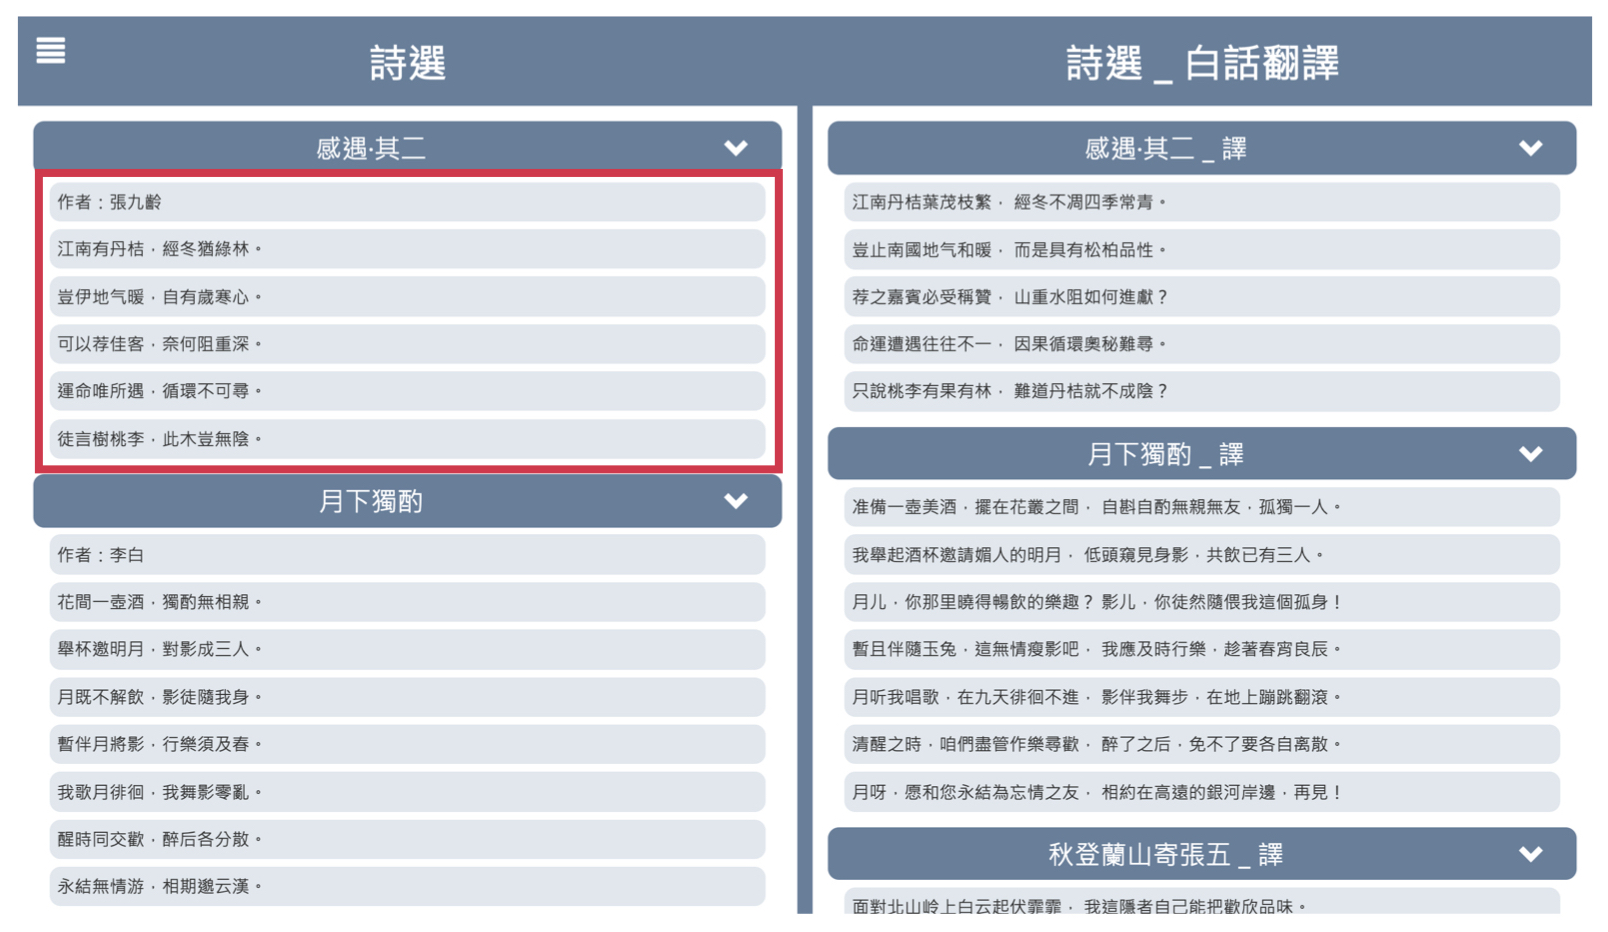 詩選
感遇·其二
作者：張九齡
江南有丹桔，經冬猶綠林。
豈伊地气暖，自有歲寒心。
可以荐佳客，奈何阻重深。
運命唯所遇，循環不可尋。
徒言樹桃李，此木豈無陰。
月下獨酌
作者：李白
花間一壺酒，獨酌無相親。
舉杯邀明月，對影成三人。
月既不解飲，影徒隨我身。
暫伴月將影，行樂須及春。
我歌月徘徊，我舞影零亂。
醒時同交歡，醉后各分散。
永結無情游，相期邈云漢。
詩選 _ 白話翻譯
感遇·其二 _ 譯
江南丹桔葉茂枝繁， 經冬不凋四季常青。
豈止南國地气和暖， 而是具有松柏品性。
荐之嘉賓必受稱贊， 山重水阻如何進獻？
命運遭遇往往不一， 因果循環奧秘難尋。
只說桃李有果有林， 難道丹桔就不成陰？
月下獨酌 _ 譯
准備一壺美酒，擺在花叢之間， 自斟自酌無親無友，孤獨一人。
我舉起酒杯邀請媚人的明月， 低頭窺見身影，共飲已有三人。
月儿，你那里曉得暢飲的樂趣？ 影儿，你徒然隨偎我這個孤身！
暫且伴隨玉兔，這無情瘦影吧， 我應及時行樂，趁著春宵良辰。
月听我唱歌，在九天徘徊不進， 影伴我舞步，在地上蹦跳翻滾。
清醒之時，咱們盡管作樂尋歡， 醉了之后，免不了要各自离散。
月呀，愿和您永結為忘情之友， 相約在高遠的銀河岸邊，再見！
秋登蘭山寄張五 _ 譯
面對北山岭上白云起伏霏霏， 我這隱者自己能把歡欣品味。